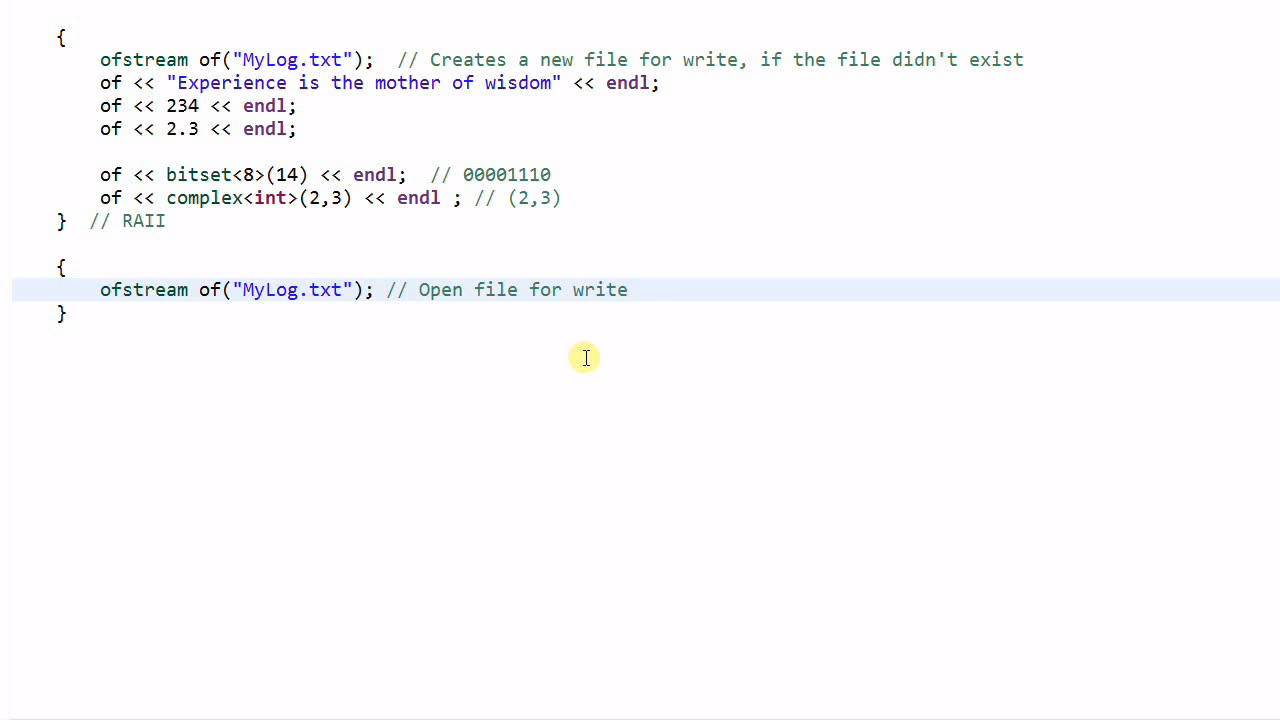 {
ofstream of("MyLog.txt");  // Creates a new file for write, if the file didn't exist
of << "Experience is the mother of wisdom" << endl;
of << 234 << endl;
of << 2.3 << endl;
of << bitset<8>(14) << endl;  // 00001110
of << complex<int>(2,3) << endl ; // (2,3)
}  // RAII
{
ofstream of("MyLog.txt"); // Open file for write
}